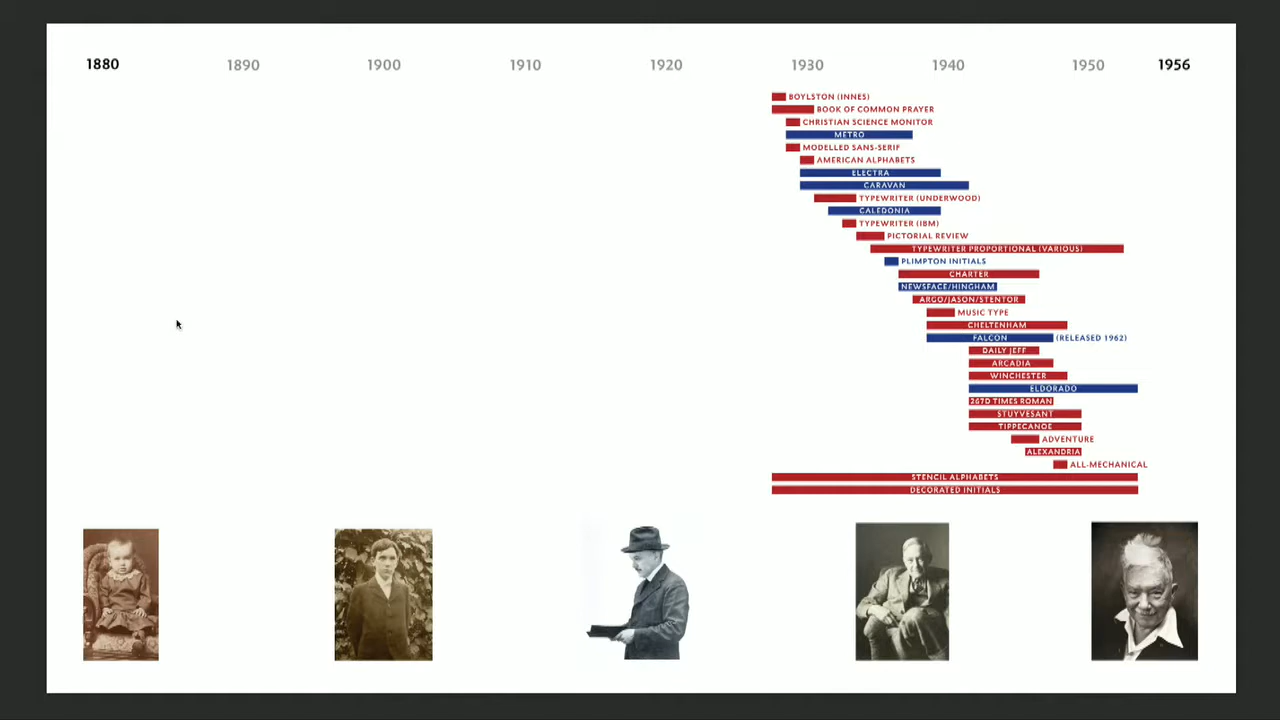 1880 1890 1900 1910 1920 1930 1940 1950 1956
BOYLSTON (INNES)
BOOK OF COMMON PRAYER
CHRISTIAN SCIENCE MONITOR
METRO
MODELLED SANS-SERIF
AMERICAN ALPHABETS
ELECTRA
CARAVAN
TYPEWRITER (UNDERWOOD)
CALEDONIA
TYPEWRITER (IBM)
PICTORIAL REVIEW
TYPEWRITER PROPORTIONAL (VARIOUS)
PLIMPTON INITIALS
CHARTER
NEWSFACE/HINGHAM
ARGO/JASON/STENTOR
MUSIC TYPE
CHELTENHAM
FALCON (RELEASED 1962)
DAILY JEFF
ARCADIA
WINCHESTER
ELDORADO
267D TIMES ROMAN
STUYVESANT
TIPPECANOE
ADVENTURE
ALEXANDRIA
ALL-MECHANICAL
STENCIL ALPHABETS
DECORATED INITIALS